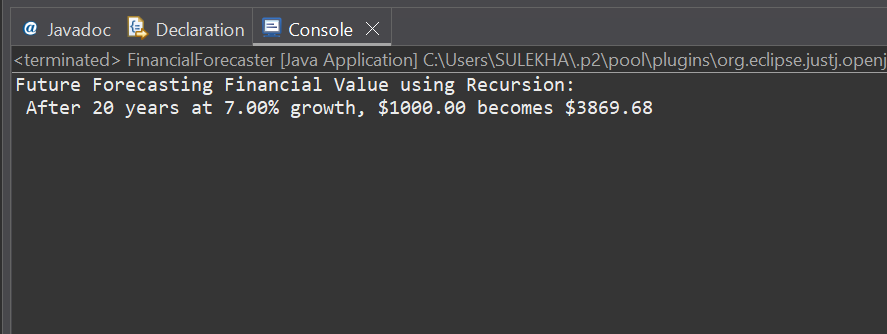 @ Javadoc Declaration Console
<terminated> FinancialForecaster [Java Application] C:\Users\SULEKHA\.p2\pool\plugins\org.eclipse.justj.openj
Future Forecasting Financial Value using Recursion:
 After 20 years at 7.00% growth, $1000.00 becomes $3869.68